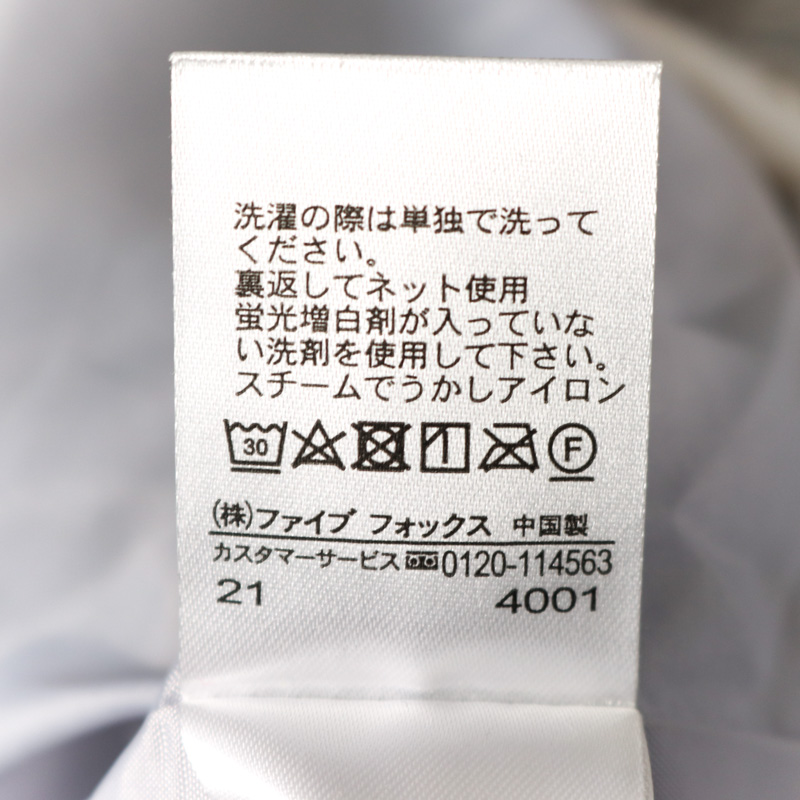 洗濯の際は単独で洗って
ください。
裏返してネット使用
蛍光増白剤が入っていな
い洗剤を使用して下さい。
スチームでうかしアイロン
30 F
(株)ファイブ フォックス 中国製
カスタマーサービス 0120-114563
21 4001